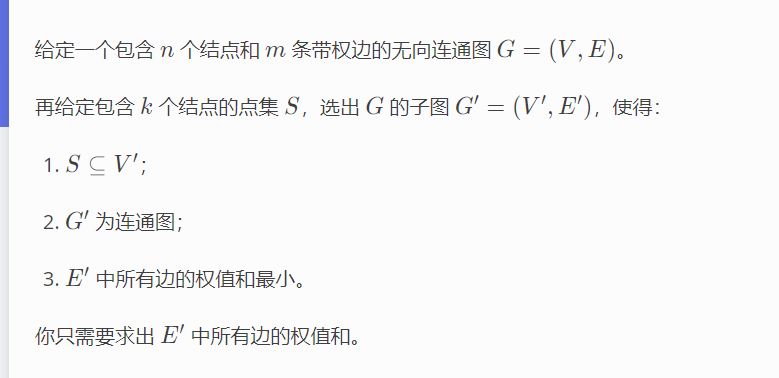 给定一个包含 n 个结点和 m 条带权边的无向连通图 G = (V, E)。
再给定包含 k 个结点的点集 S，选出 G 的子图 G′ = (V′, E′)，使得：
1. S ⊆ V′；
2. G′ 为连通图；
3. E′ 中所有边的权值和最小。
你只需要求出 E′ 中所有边的权值和。